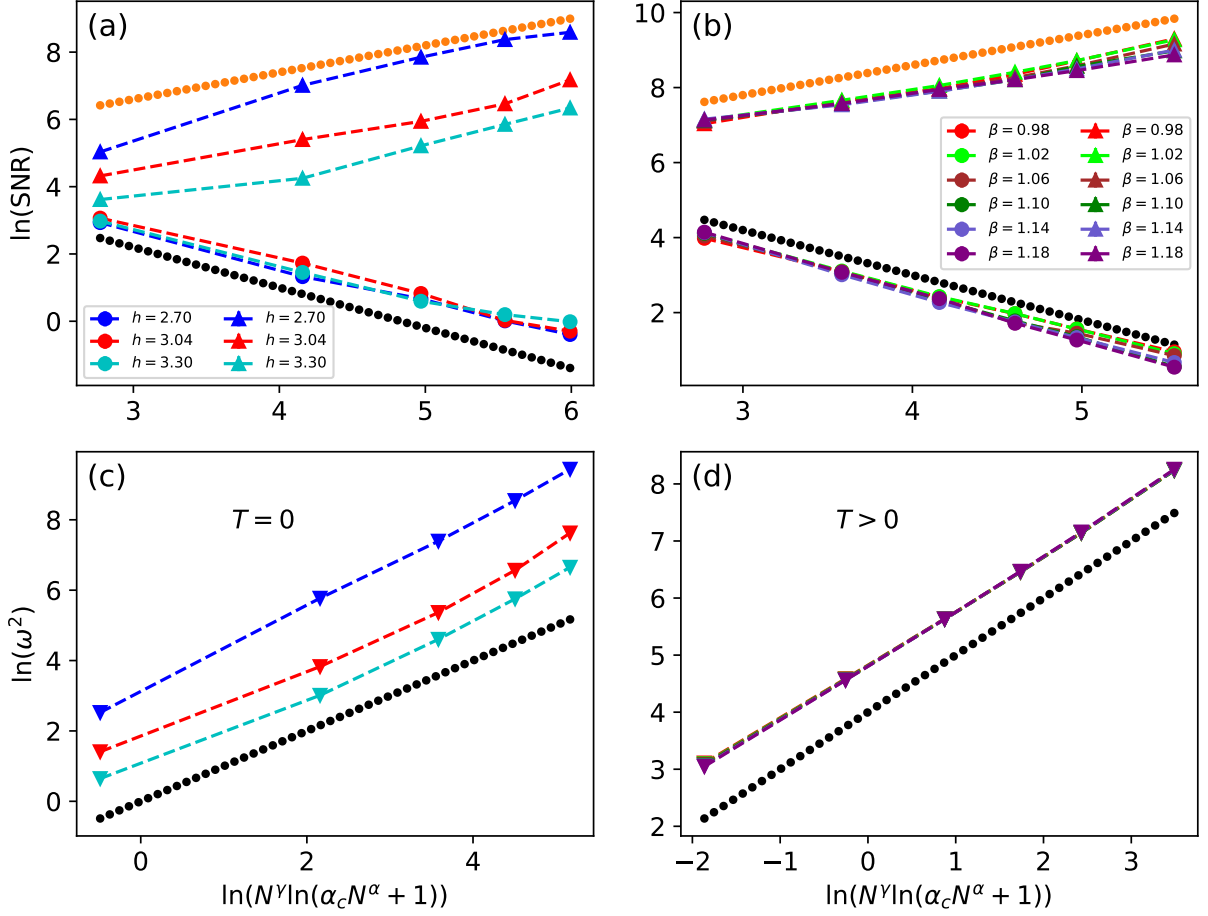 (a)
ln(SNR)
8
6
4
2
0
3
4
5
6
h = 2.70
h = 2.70
h = 3.04
h = 3.04
h = 3.30
h = 3.30
(b)
10
8
6
4
2
3
4
5
β = 0.98
β = 0.98
β = 1.02
β = 1.02
β = 1.06
β = 1.06
β = 1.10
β = 1.10
β = 1.14
β = 1.14
β = 1.18
β = 1.18
(c)
T = 0
ln(ω²)
8
6
4
2
0
0
2
4
ln(N^γ ln(α_c N^α + 1))
(d)
T > 0
8
7
6
5
4
3
2
−2
−1
0
1
2
3
ln(N^γ ln(α_c N^α + 1))